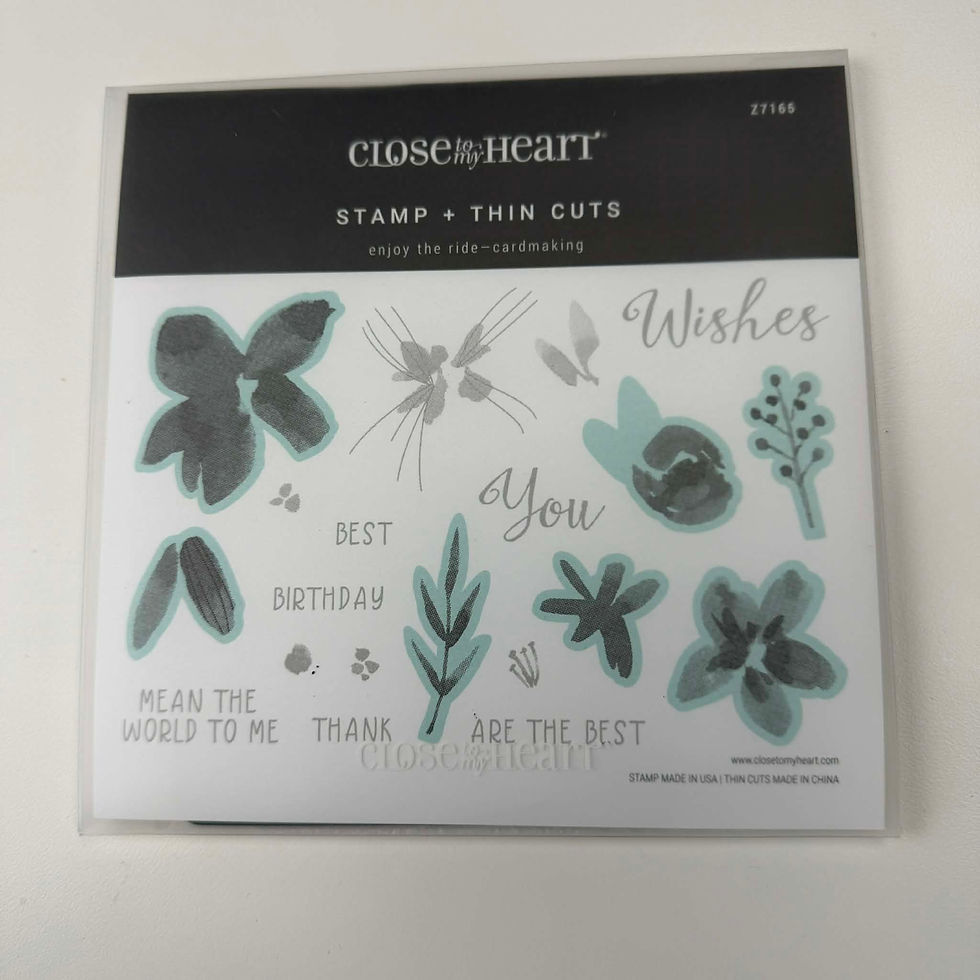 Z7165
CLOSE to my HEART
STAMP + THIN CUTS
enjoy the ride—cardmaking
Wishes
You
BEST
BIRTHDAY
MEAN THE
WORLD TO ME
THANK
ARE THE BEST
CLOSE to my HEART
www.closetomyheart.com
STAMP MADE IN USA | THIN CUTS MADE IN CHINA